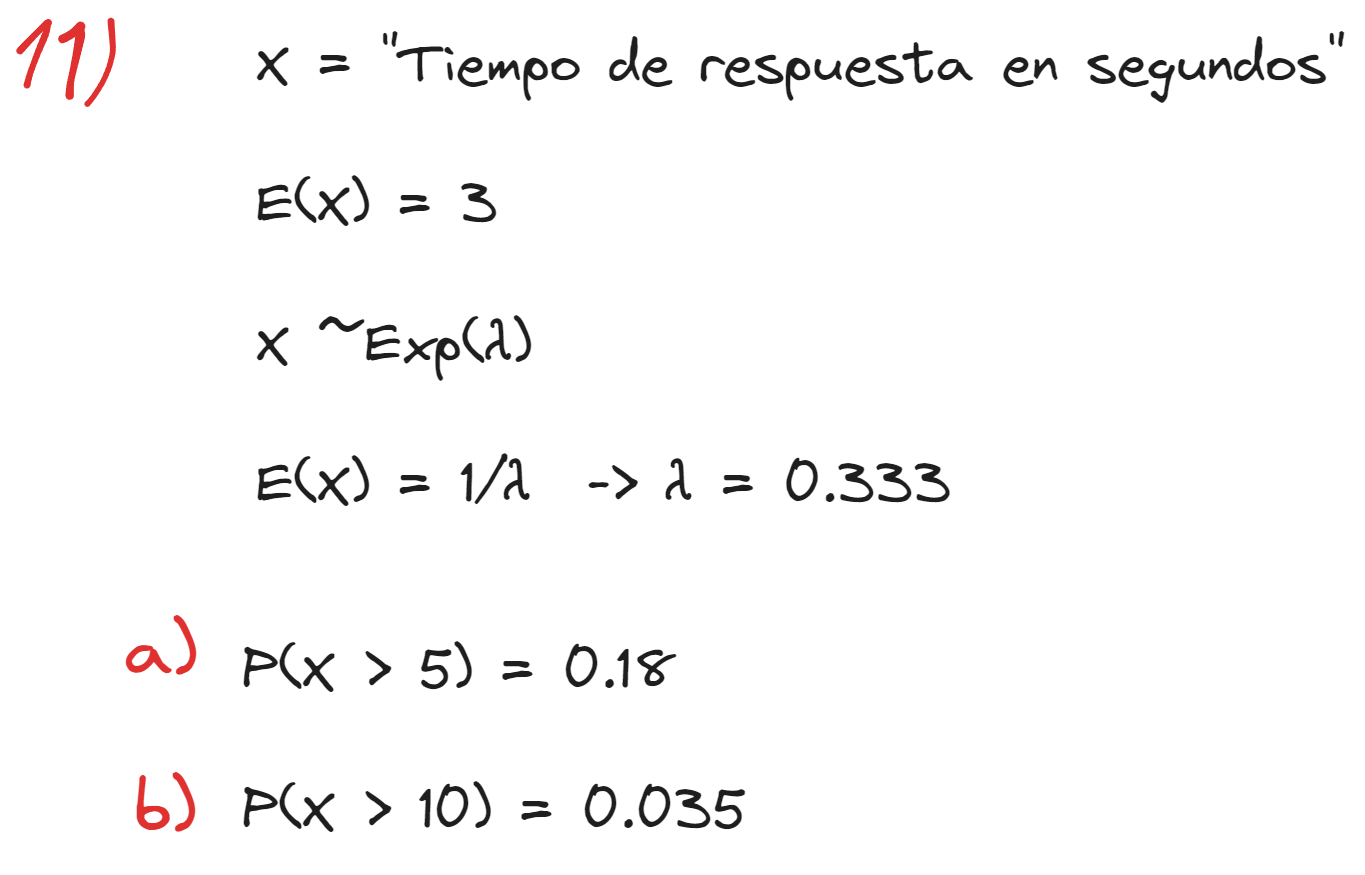 11) X = "Tiempo de respuesta en segundos"
E(X) = 3
X ~Exp(λ)
E(X) = 1/λ -> λ = 0.333
a) P(X > 5) = 0.18
b) P(X > 10) = 0.035